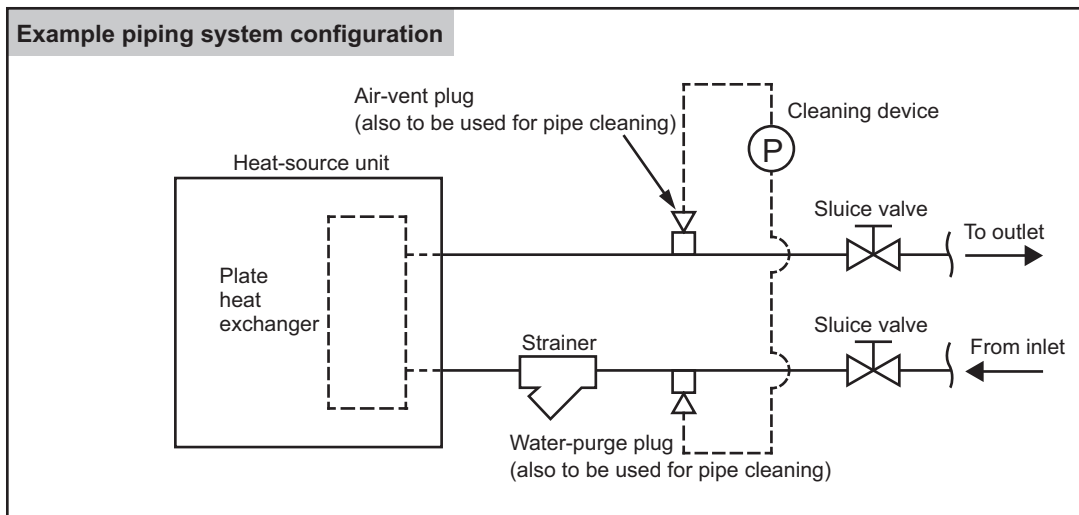 Example piping system configuration
Air-vent plug
(also to be used for pipe cleaning)
Cleaning device
P
Heat-source unit
Sluice valve
To outlet
Plate
heat
exchanger
Sluice valve
Strainer
From inlet
Water-purge plug
(also to be used for pipe cleaning)